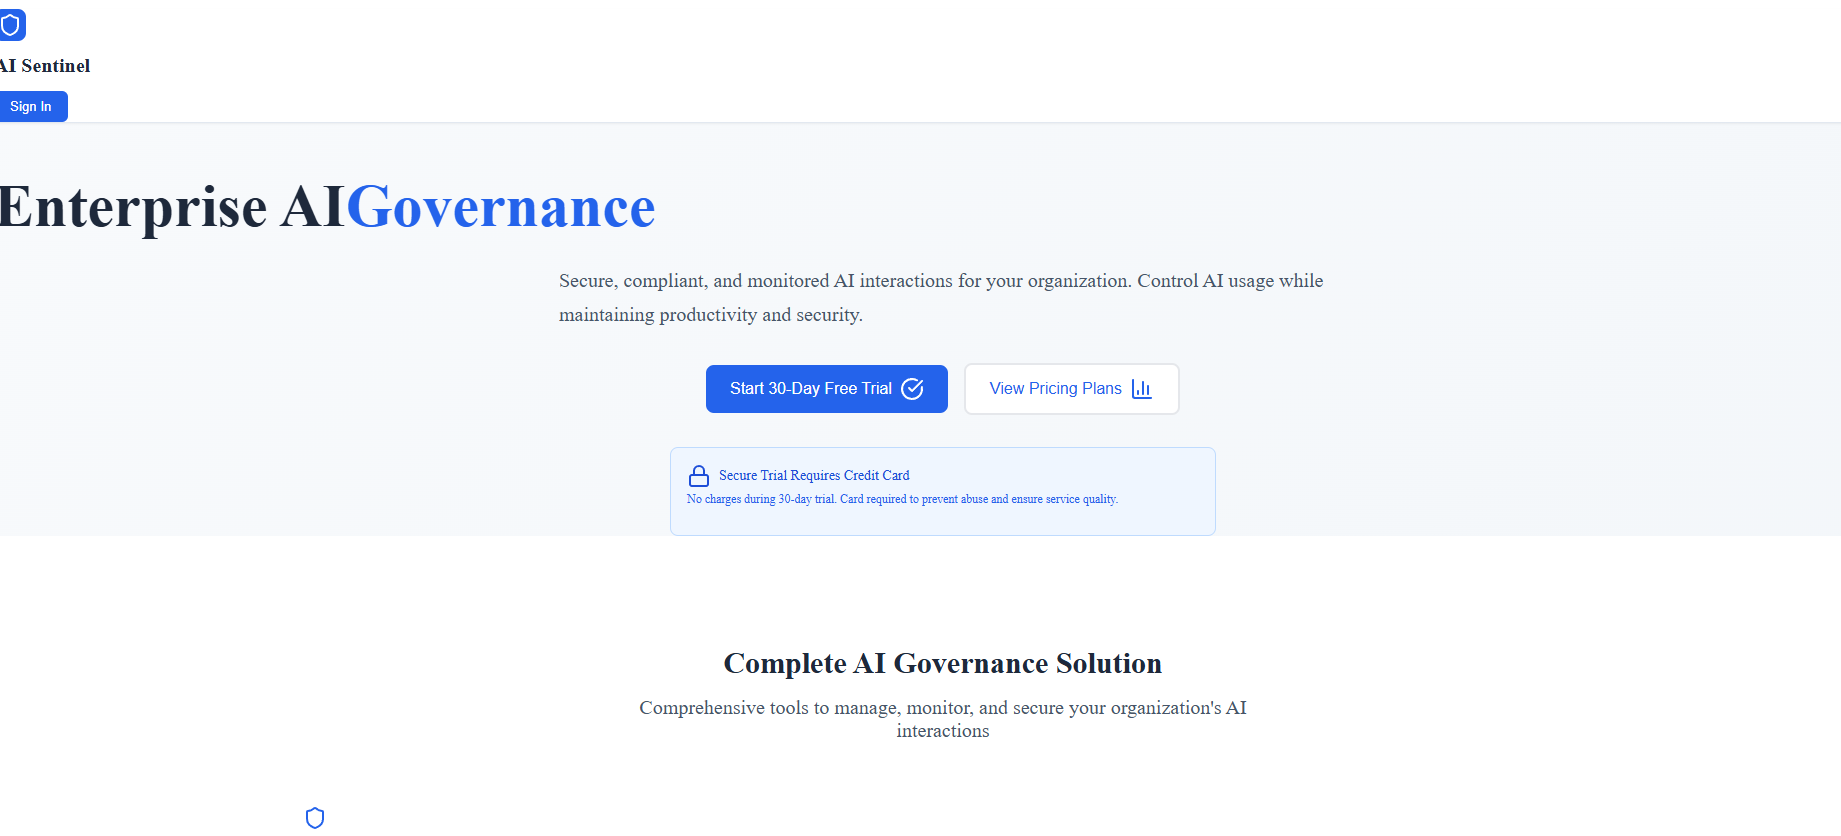 AI Sentinel
Sign In
Enterprise AIGovernance
Secure, compliant, and monitored AI interactions for your organization. Control AI usage while
maintaining productivity and security.
Start 30-Day Free Trial
View Pricing Plans
Secure Trial Requires Credit Card
No charges during 30-day trial. Card required to prevent abuse and ensure service quality.
Complete AI Governance Solution
Comprehensive tools to manage, monitor, and secure your organization's AI
interactions